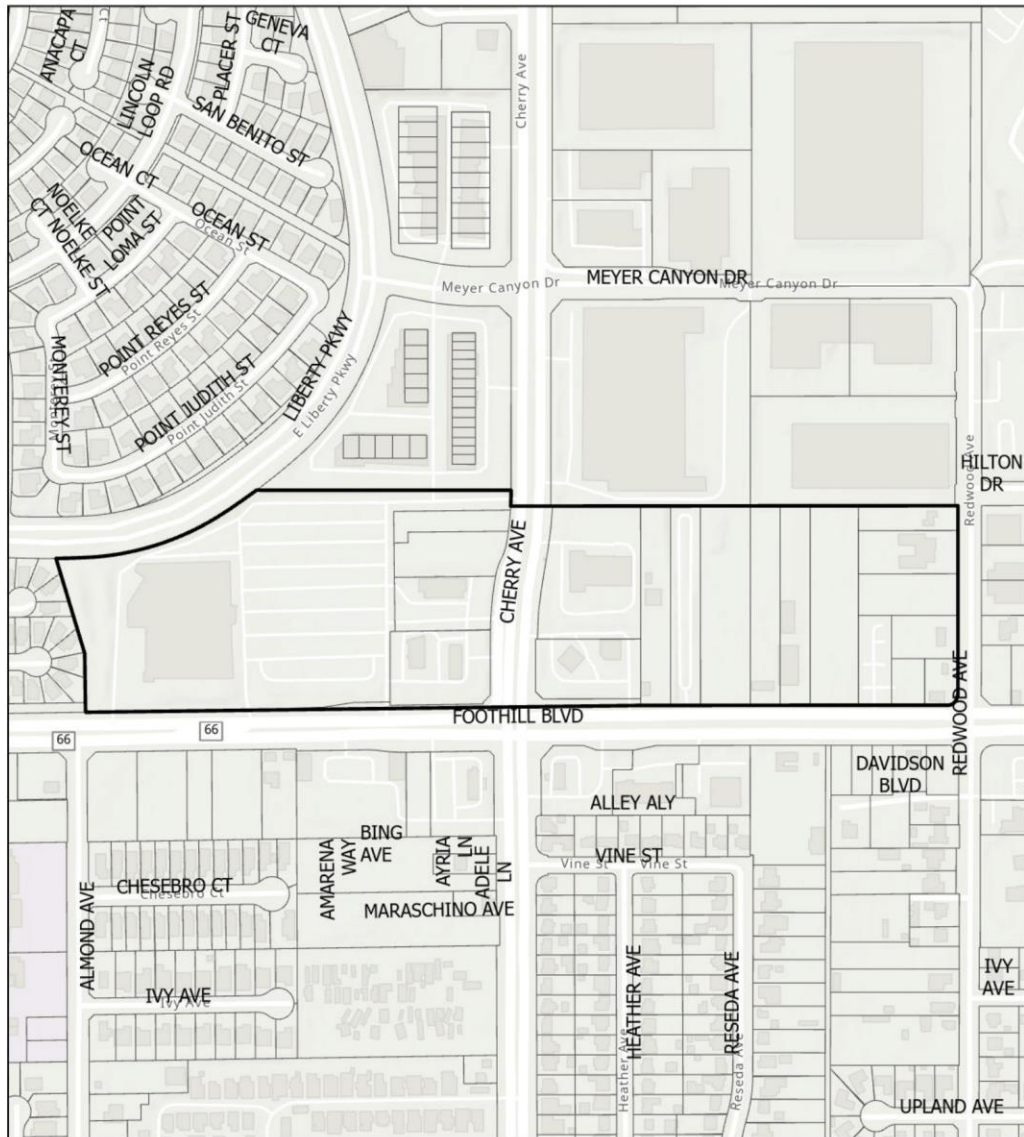 ANACAPA
CT
Ct
LINCOLN
LOOP RD
PLACER ST
GENEVA
CT
SAN BENITO ST
Cherry Ave
OCEAN CT
NOELKE
CT
NOELKE ST
POINT
LOMA ST
OCEAN ST
Ocean St
MEYER CANYON DR
Meyer Canyon Dr
Meyer Canyon Dr
POINT REYES ST
Point Reyes St
POINT JUDITH ST
Point Judith St
LIBERTY PKWY
E Liberty Pkwy
MONTEREY ST
HILTON
DR
Redwood Ave
CHERRY AVE
REDWOOD AVE
FOOTHILL BLVD
66
66
DAVIDSON
BLVD
ALLEY ALY
BING
AVE
AMARENA
WAY
AYRIA
LN
ADELE
LN
VINE ST
Vine St
Vine St
CHESEBRO CT
Chesebro Ct
MARASCHINO AVE
ALMOND AVE
IVY AVE
Ivy Ave
HEATHER AVE
Heather Ave
RESEDA AVE
Reseda Ave
IVY
AVE
UPLAND AVE